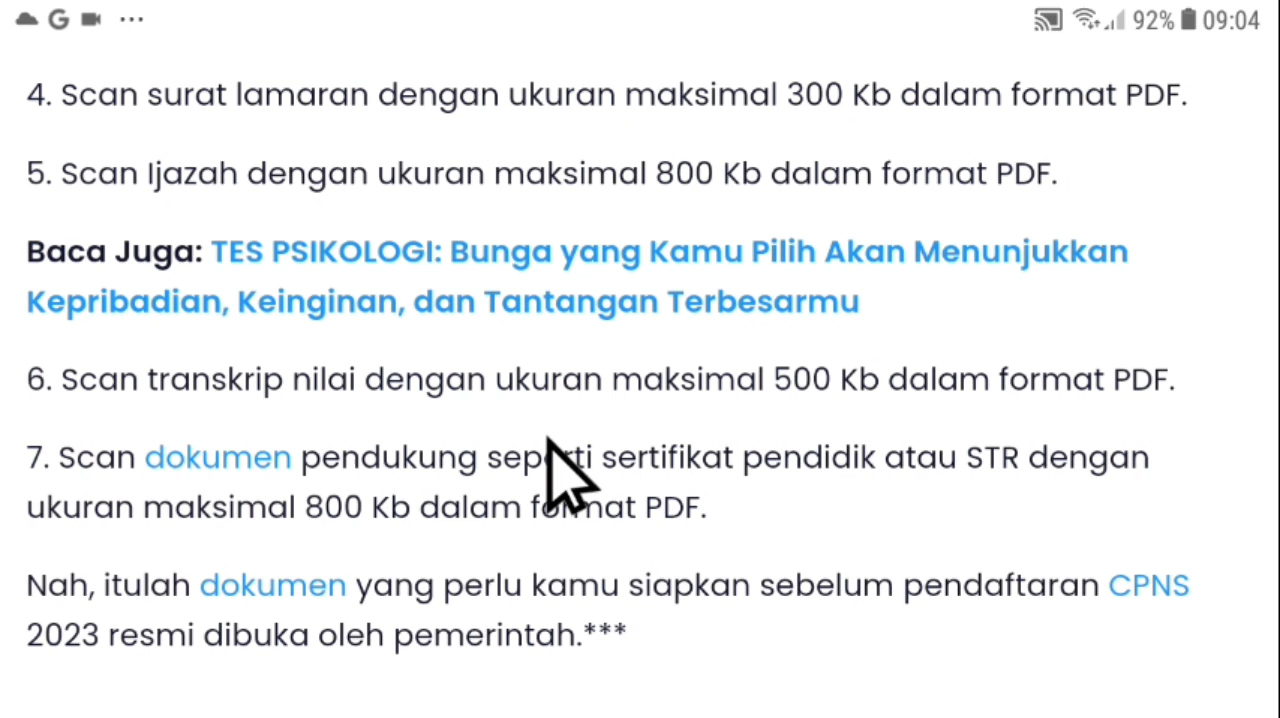 92% 09:04
4. Scan surat lamaran dengan ukuran maksimal 300 Kb dalam format PDF.
5. Scan Ijazah dengan ukuran maksimal 800 Kb dalam format PDF.
Baca Juga: TES PSIKOLOGI: Bunga yang Kamu Pilih Akan Menunjukkan
Kepribadian, Keinginan, dan Tantangan Terbesarmu
6. Scan transkrip nilai dengan ukuran maksimal 500 Kb dalam format PDF.
7. Scan dokumen pendukung seperti sertifikat pendidik atau STR dengan
ukuran maksimal 800 Kb dalam format PDF.
Nah, itulah dokumen yang perlu kamu siapkan sebelum pendaftaran CPNS
2023 resmi dibuka oleh pemerintah.***